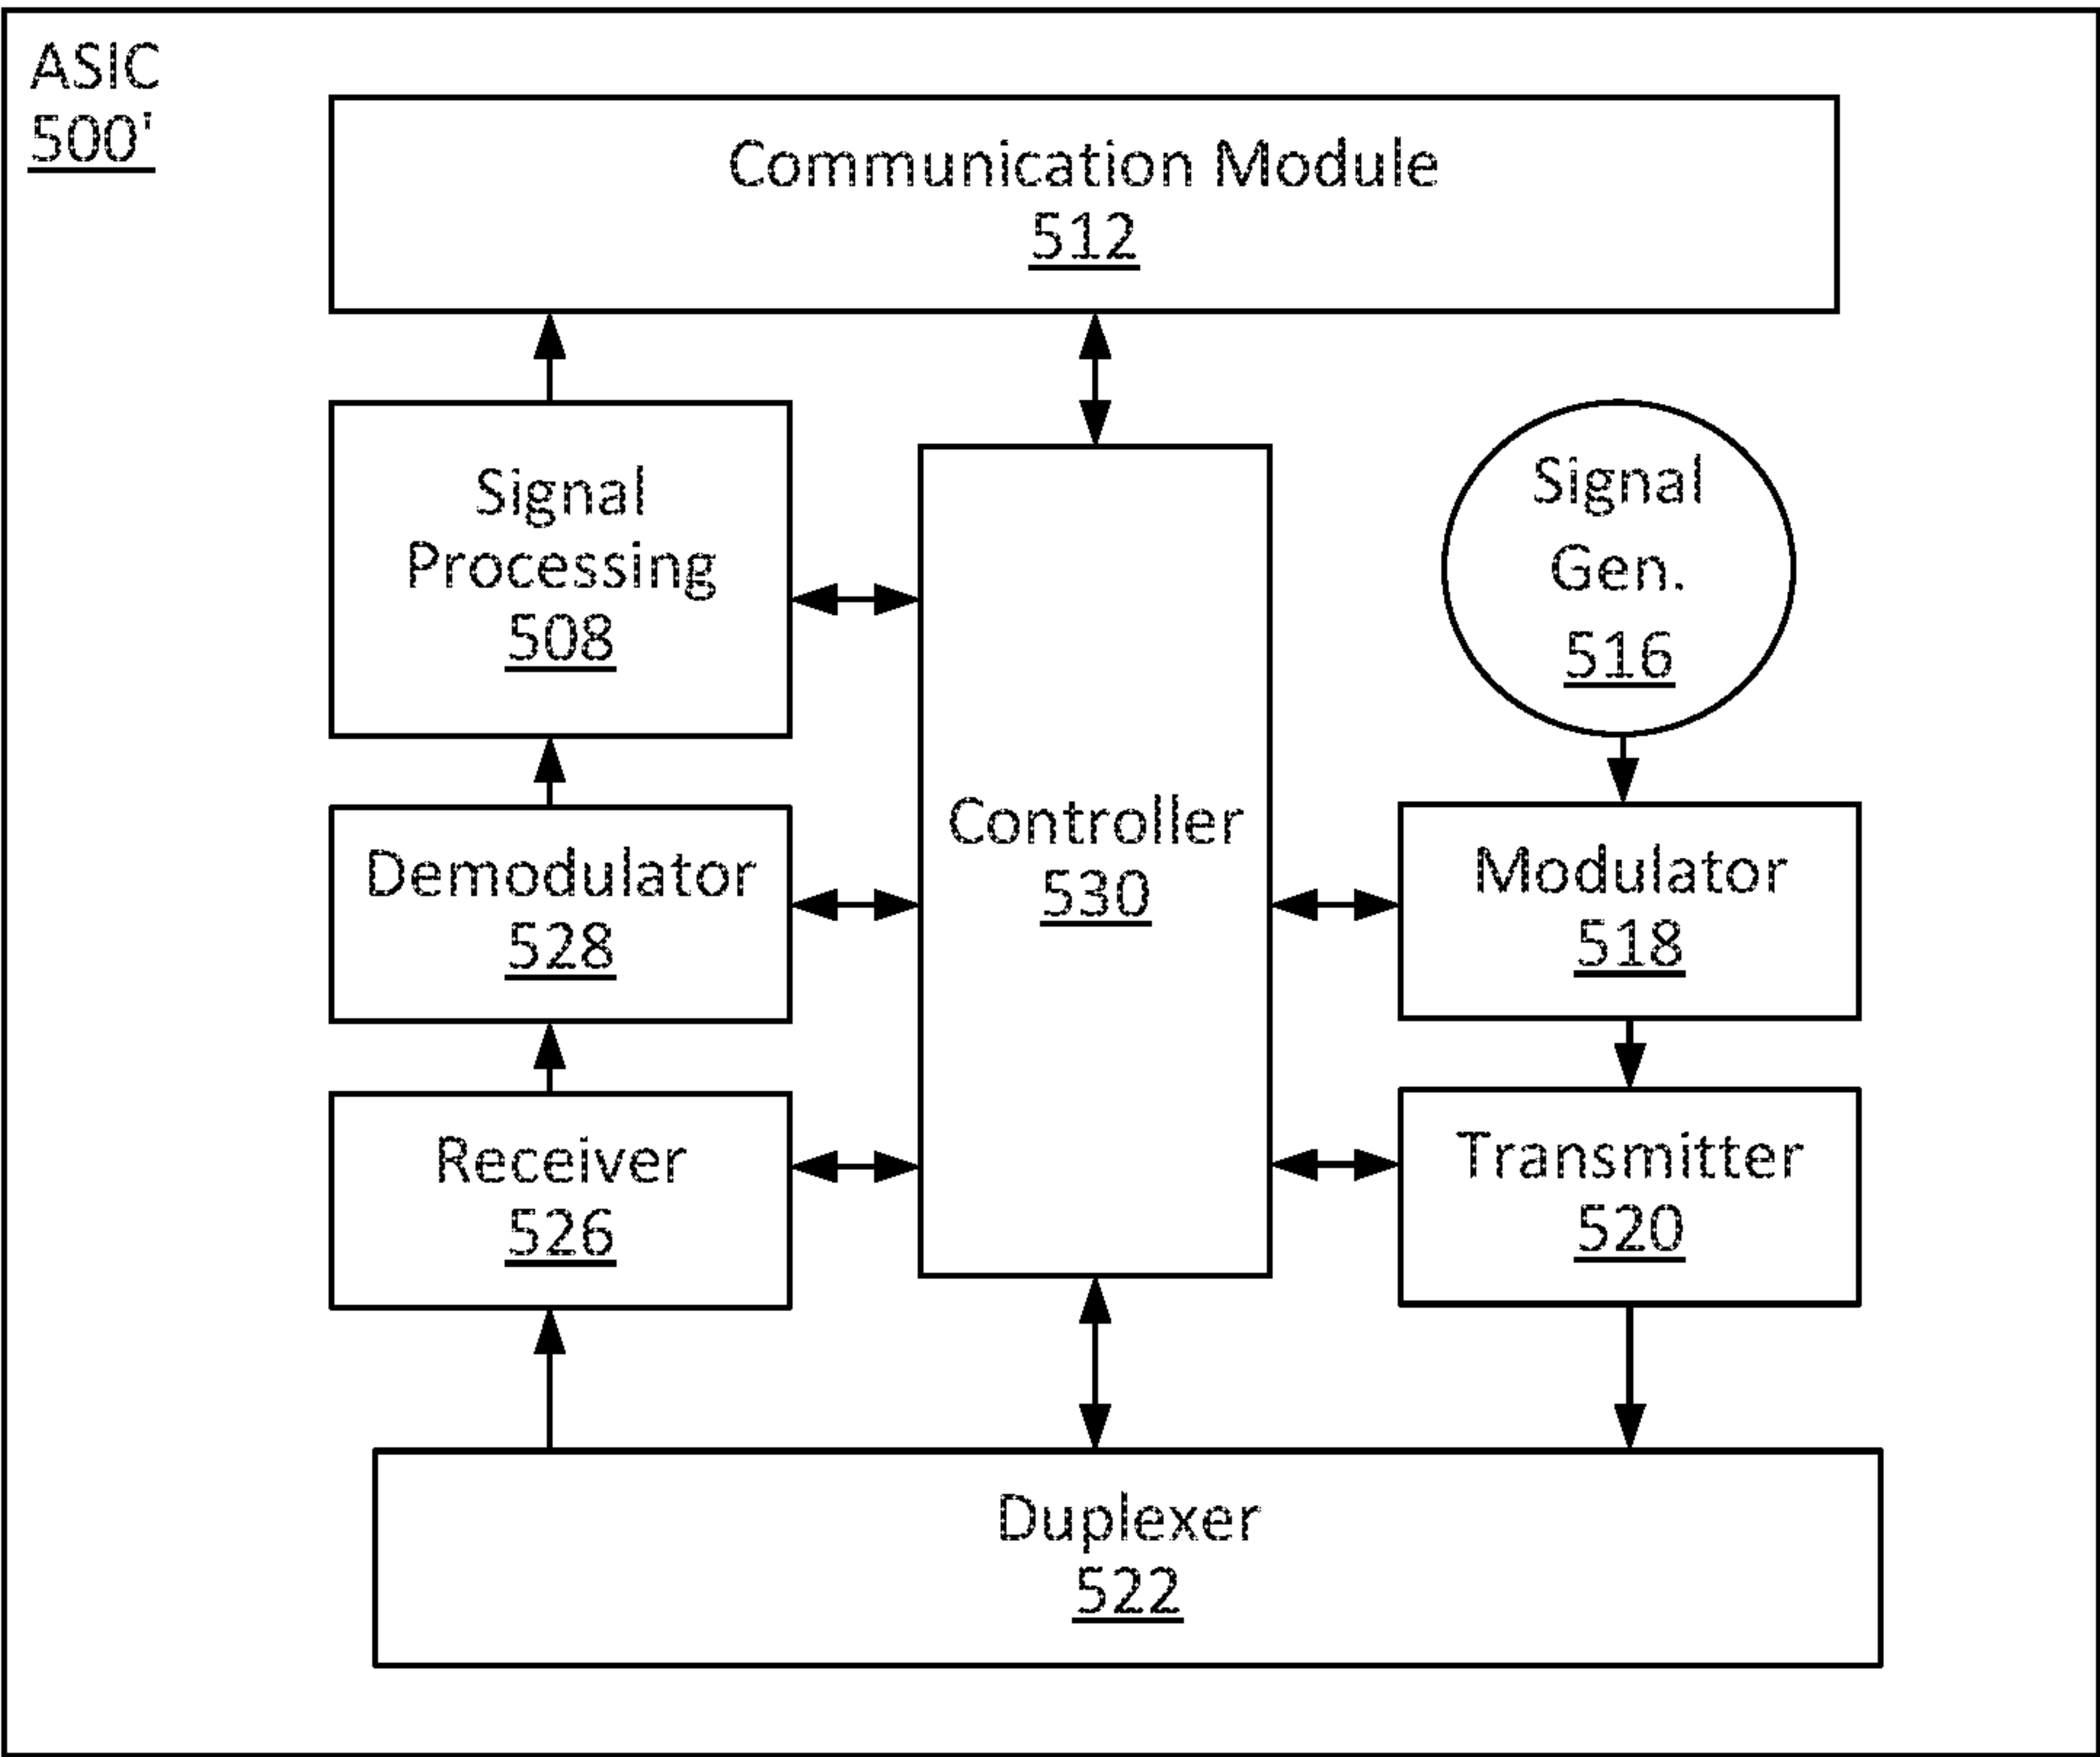 ASIC
500'
Communication Module
512
Signal
Processing
508
Signal
Gen.
516
Controller
530
Demodulator
528
Modulator
518
Receiver
526
Transmitter
520
Duplexer
522